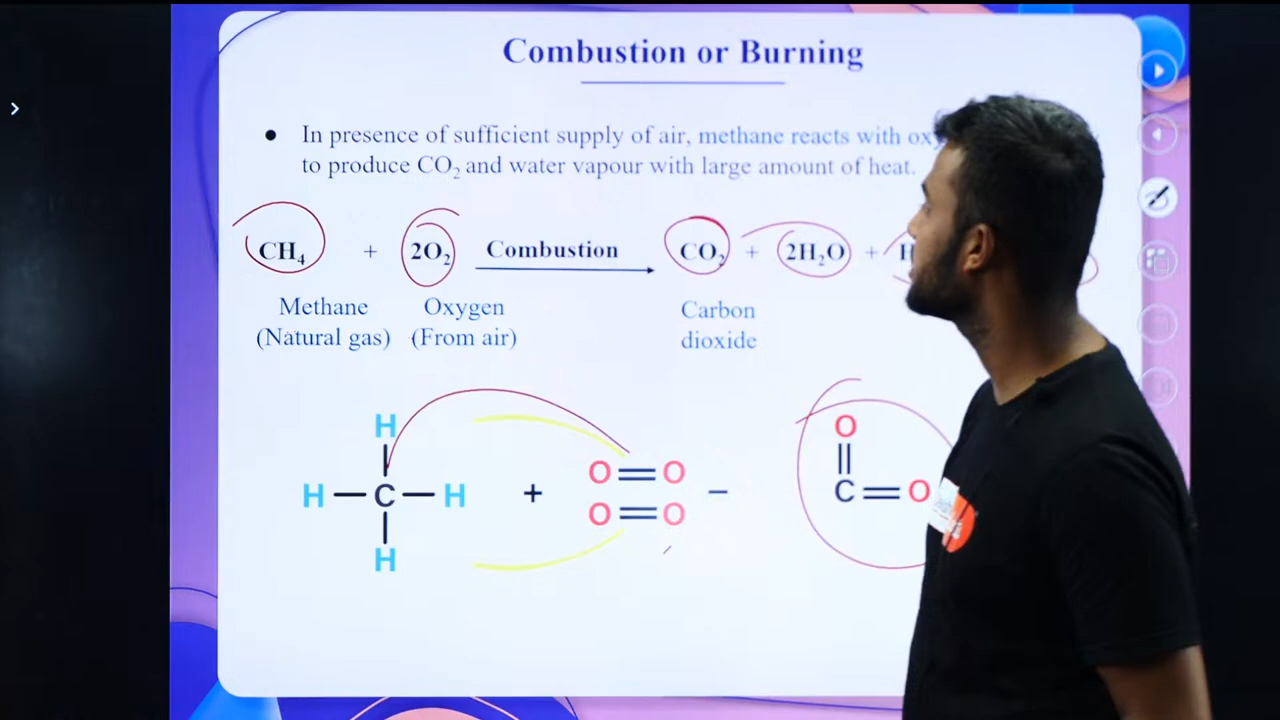 Combustion or Burning
● In presence of sufficient supply of air, methane reacts with
to produce CO₂ and water vapour with large amount of heat.
CH₄ + 2O₂ Combustion CO₂ + 2H₂O + H
Methane Oxygen Carbon
(Natural gas) (From air) dioxide
H O
H C H + O O
O O C O
H